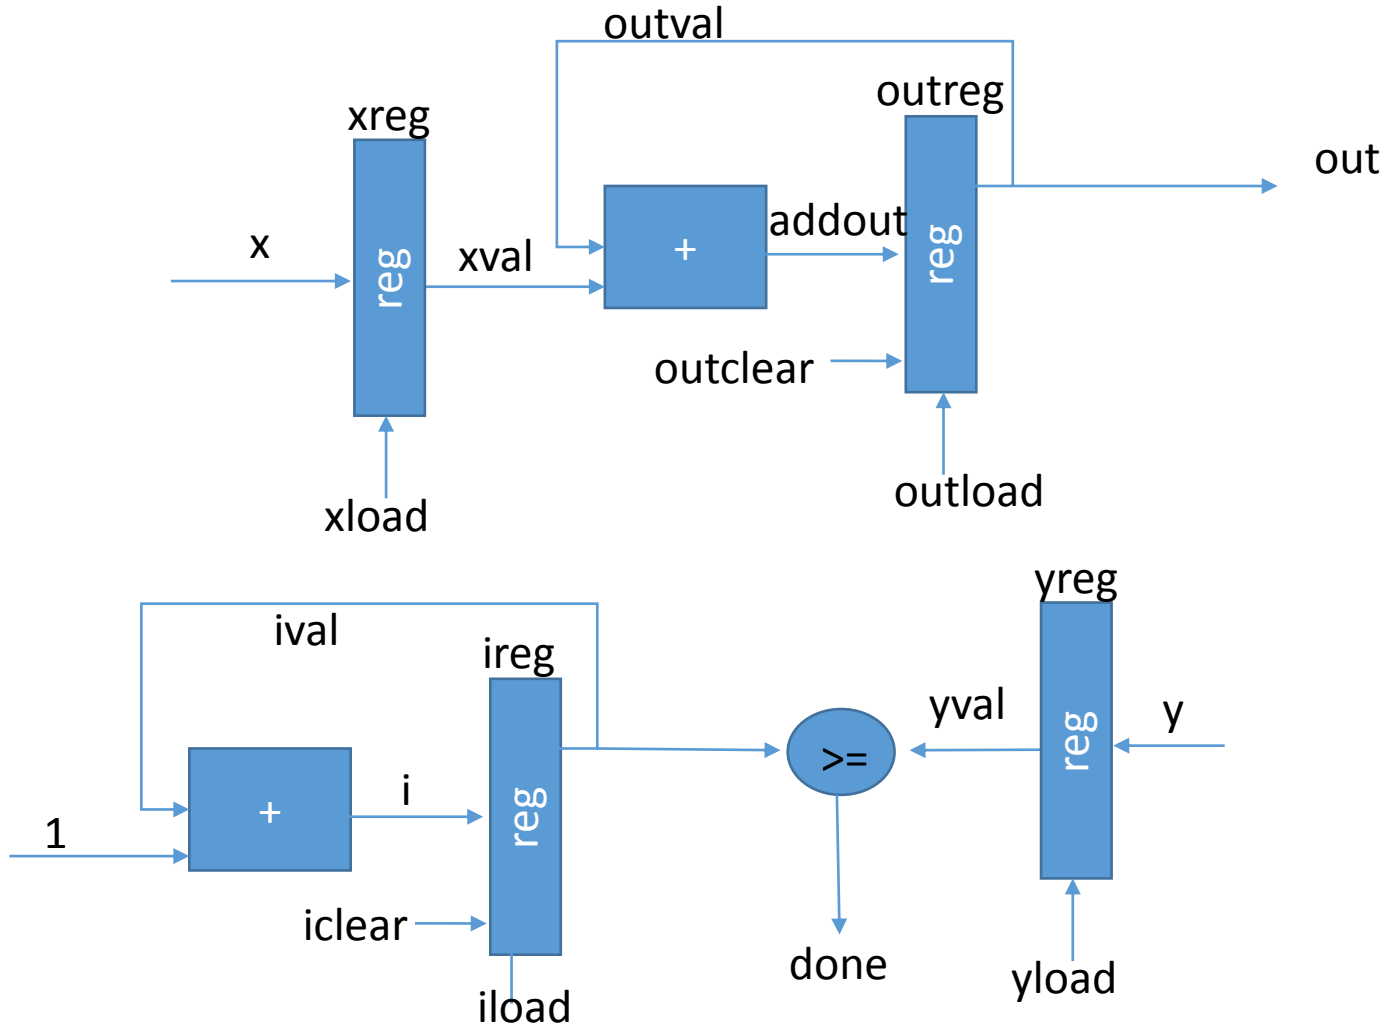 outval
outreg
xreg
out
x
reg
xval
+
addout
reg
outclear
outload
xload
yreg
ival
ireg
yval
y
reg
>=
i
reg
+
1
iclear
done
yload
iload